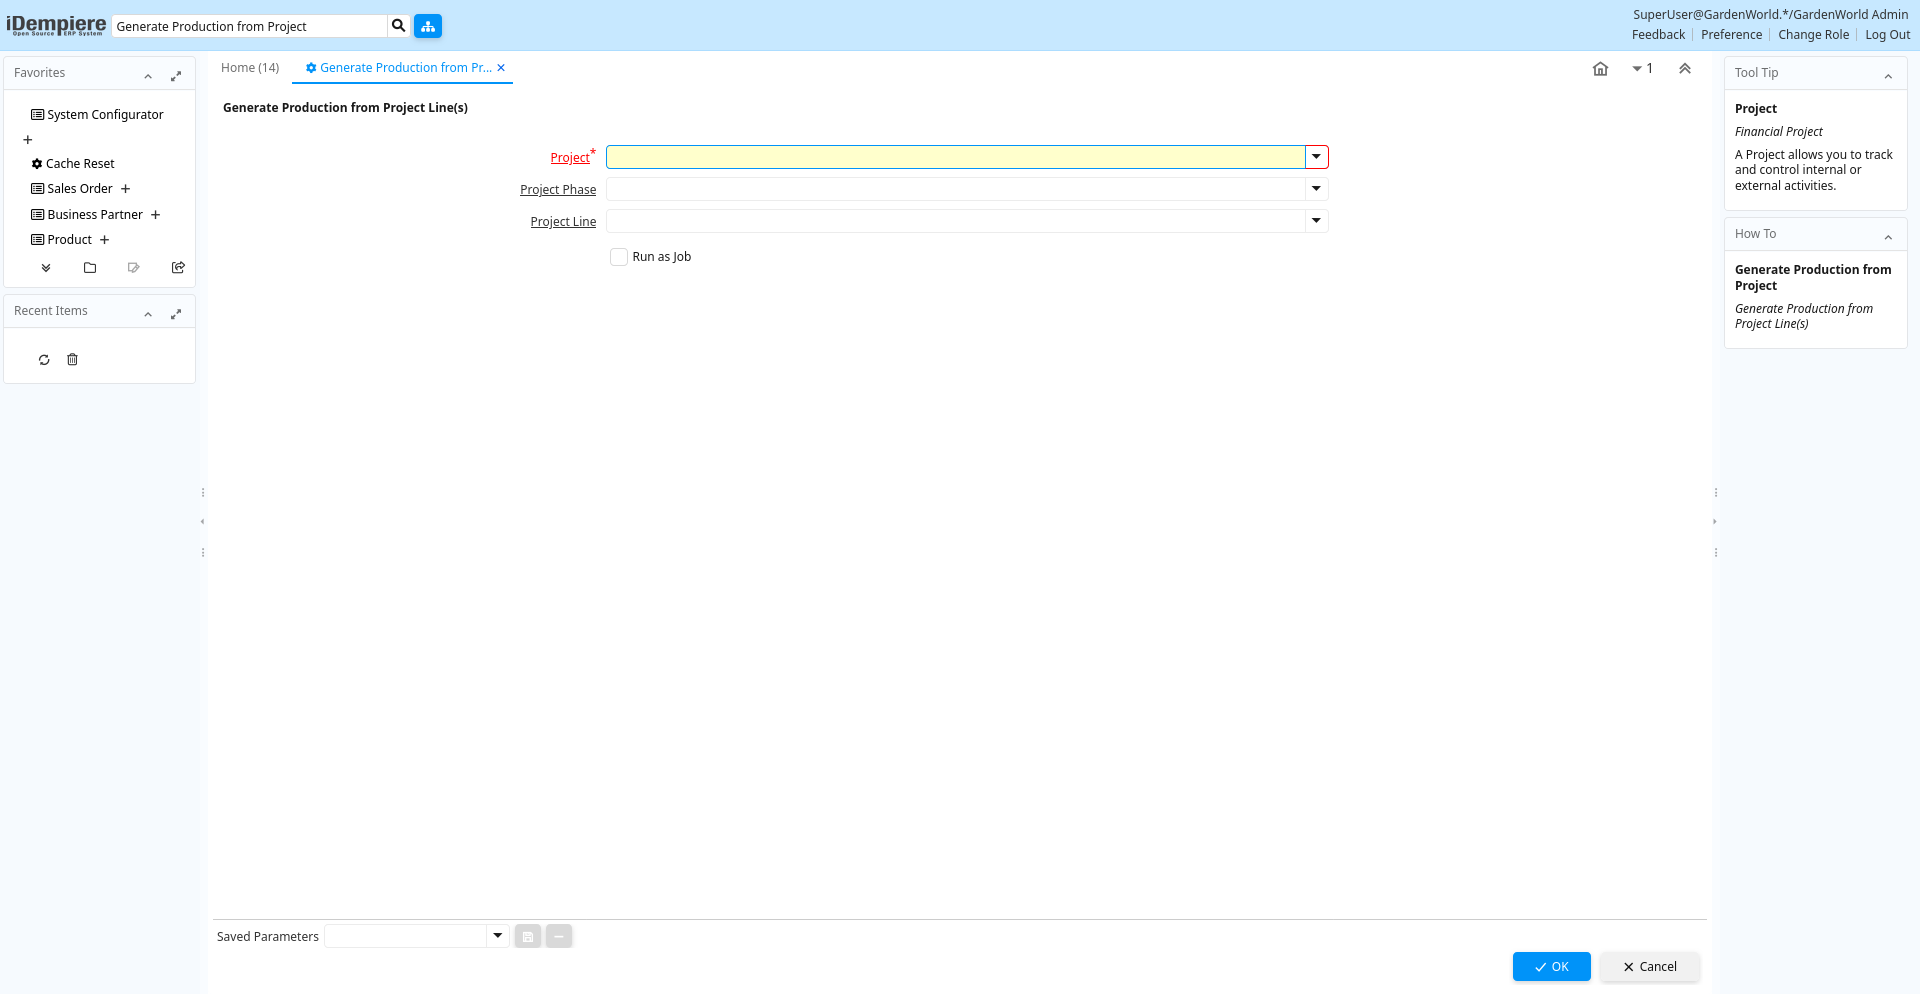 iDempiere
Open Source ERP System
Generate Production from Project
SuperUser@GardenWorld.*/GardenWorld Admin
Feedback
Preference
Change Role
Log Out
Favorites
System Configurator
Cache Reset
Sales Order
Business Partner
Product
Recent Items
Home (14)
Generate Production from Pr...
1
Generate Production from Project Line(s)
Project*
Project Phase
Project Line
Run as Job
Saved Parameters
OK
Cancel
Tool Tip
Project
Financial Project
A Project allows you to track
and control internal or
external activities.
How To
Generate Production from
Project
Generate Production from
Project Line(s)